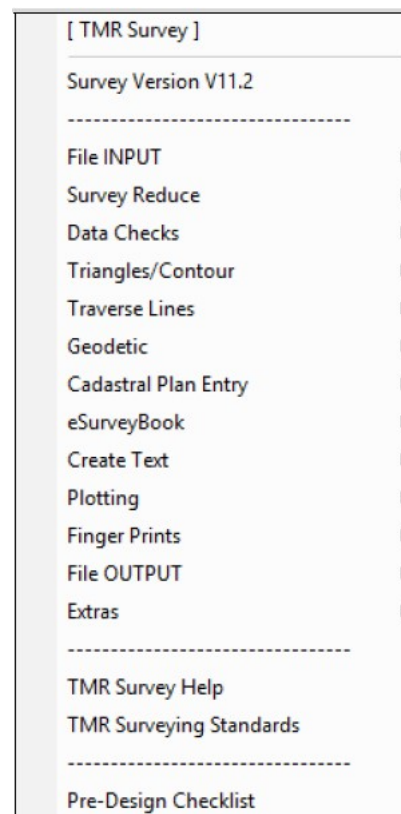 [ TMR Survey ]
Survey Version V11.2
---------------------------------
File INPUT
Survey Reduce
Data Checks
Triangles/Contour
Traverse Lines
Geodetic
Cadastral Plan Entry
eSurveyBook
Create Text
Plotting
Finger Prints
File OUTPUT
Extras
---------------------------------
TMR Survey Help
TMR Surveying Standards
---------------------------------
Pre-Design Checklist